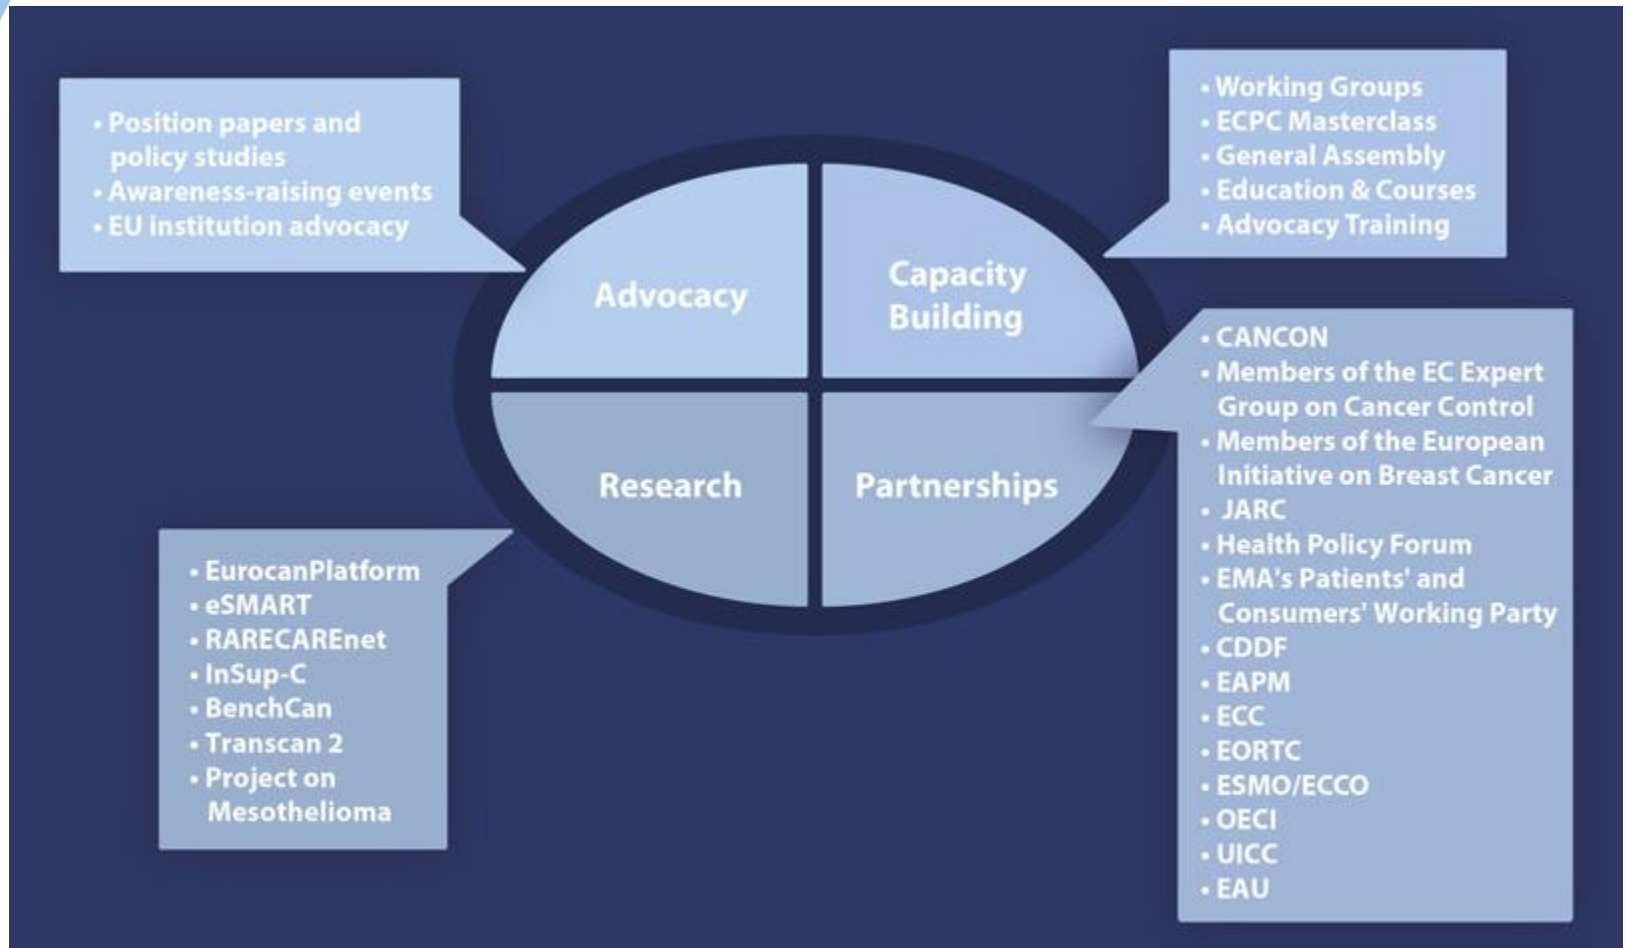 • Position papers and
policy studies
• Awareness-raising events
• EU institution advocacy
• Working Groups
• ECPC Masterclass
• General Assembly
• Education & Courses
• Advocacy Training
Advocacy
Capacity
Building
Research
Partnerships
• EurocanPlatform
• eSMART
• RARECAREnet
• InSup-C
• BenchCan
• Transcan 2
• Project on
Mesothelioma
• CANCON
• Members of the EC Expert
Group on Cancer Control
• Members of the European
Initiative on Breast Cancer
• JARC
• Health Policy Forum
• EMA's Patients' and
Consumers' Working Party
• CDDF
• EAPM
• ECC
• EORTC
• ESMO/ECCO
• OECI
• UICC
• EAU